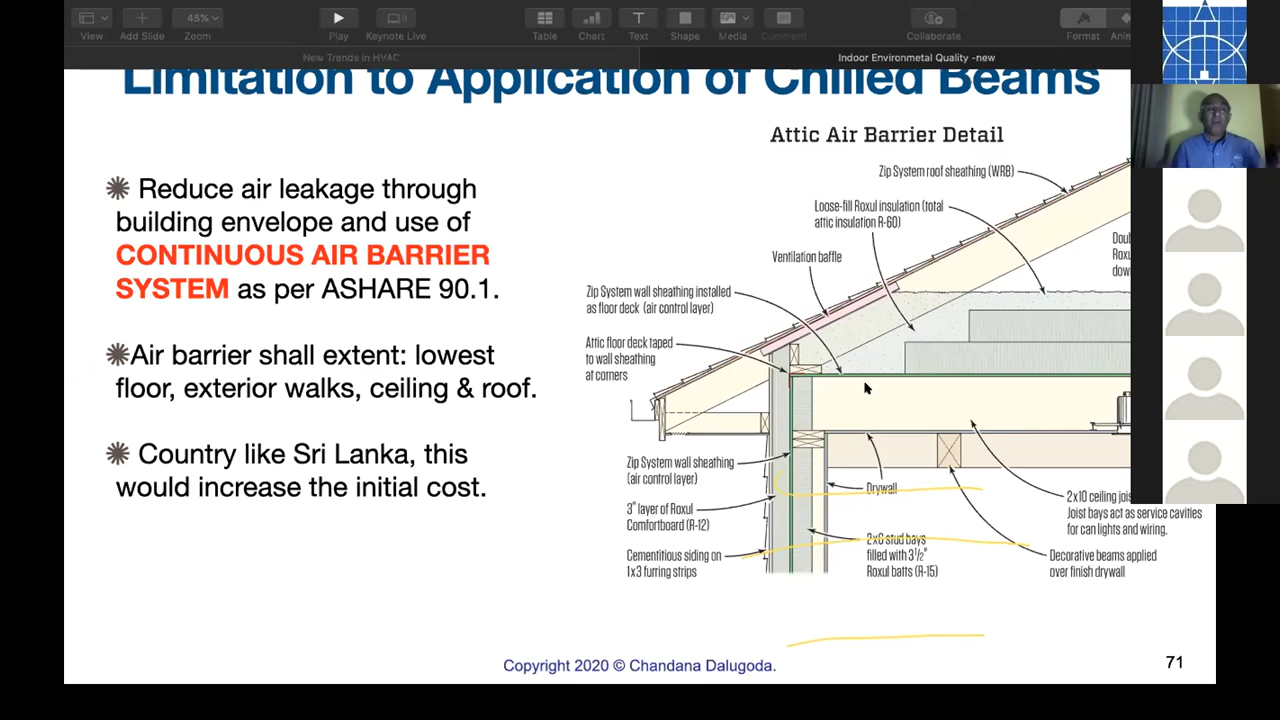 View
Add Slide
45%
Zoom
Play
Keynote Live
Table
Chart
Text
Shape
Media
Comment
Collaborate
Format
Anim
New Trends in HVAC
Indoor Environmetal Quality -new
Limitation to Application of Chilled Beams
Reduce air leakage through
building envelope and use of
CONTINUOUS AIR BARRIER
SYSTEM as per ASHARE 90.1.
Air barrier shall extent: lowest
floor, exterior walks, ceiling & roof.
Country like Sri Lanka, this
would increase the initial cost.
Attic Air Barrier Detail
Zip System roof sheathing (WRB)
Loose-fill Roxul insulation (total
attic insulation R-60)
Ventilation baffle
Zip System wall sheathing installed
as floor deck (air control layer)
Attic floor deck taped
to wall sheathing
at corners
Zip System wall sheathing
(air control layer)
3" layer of Roxul
Comfortboard (R-12)
Cementitious siding on
1x3 furring strips
Drywall
2x6 stud bays
filled with 3 1/2"
Roxul batts (R-15)
Doub
Roxu
dow
2x10 ceiling jois
Joist bays act as service cavities
for can lights and wiring.
Decorative beams applied
over finish drywall
Copyright 2020 © Chandana Dalugoda.
71